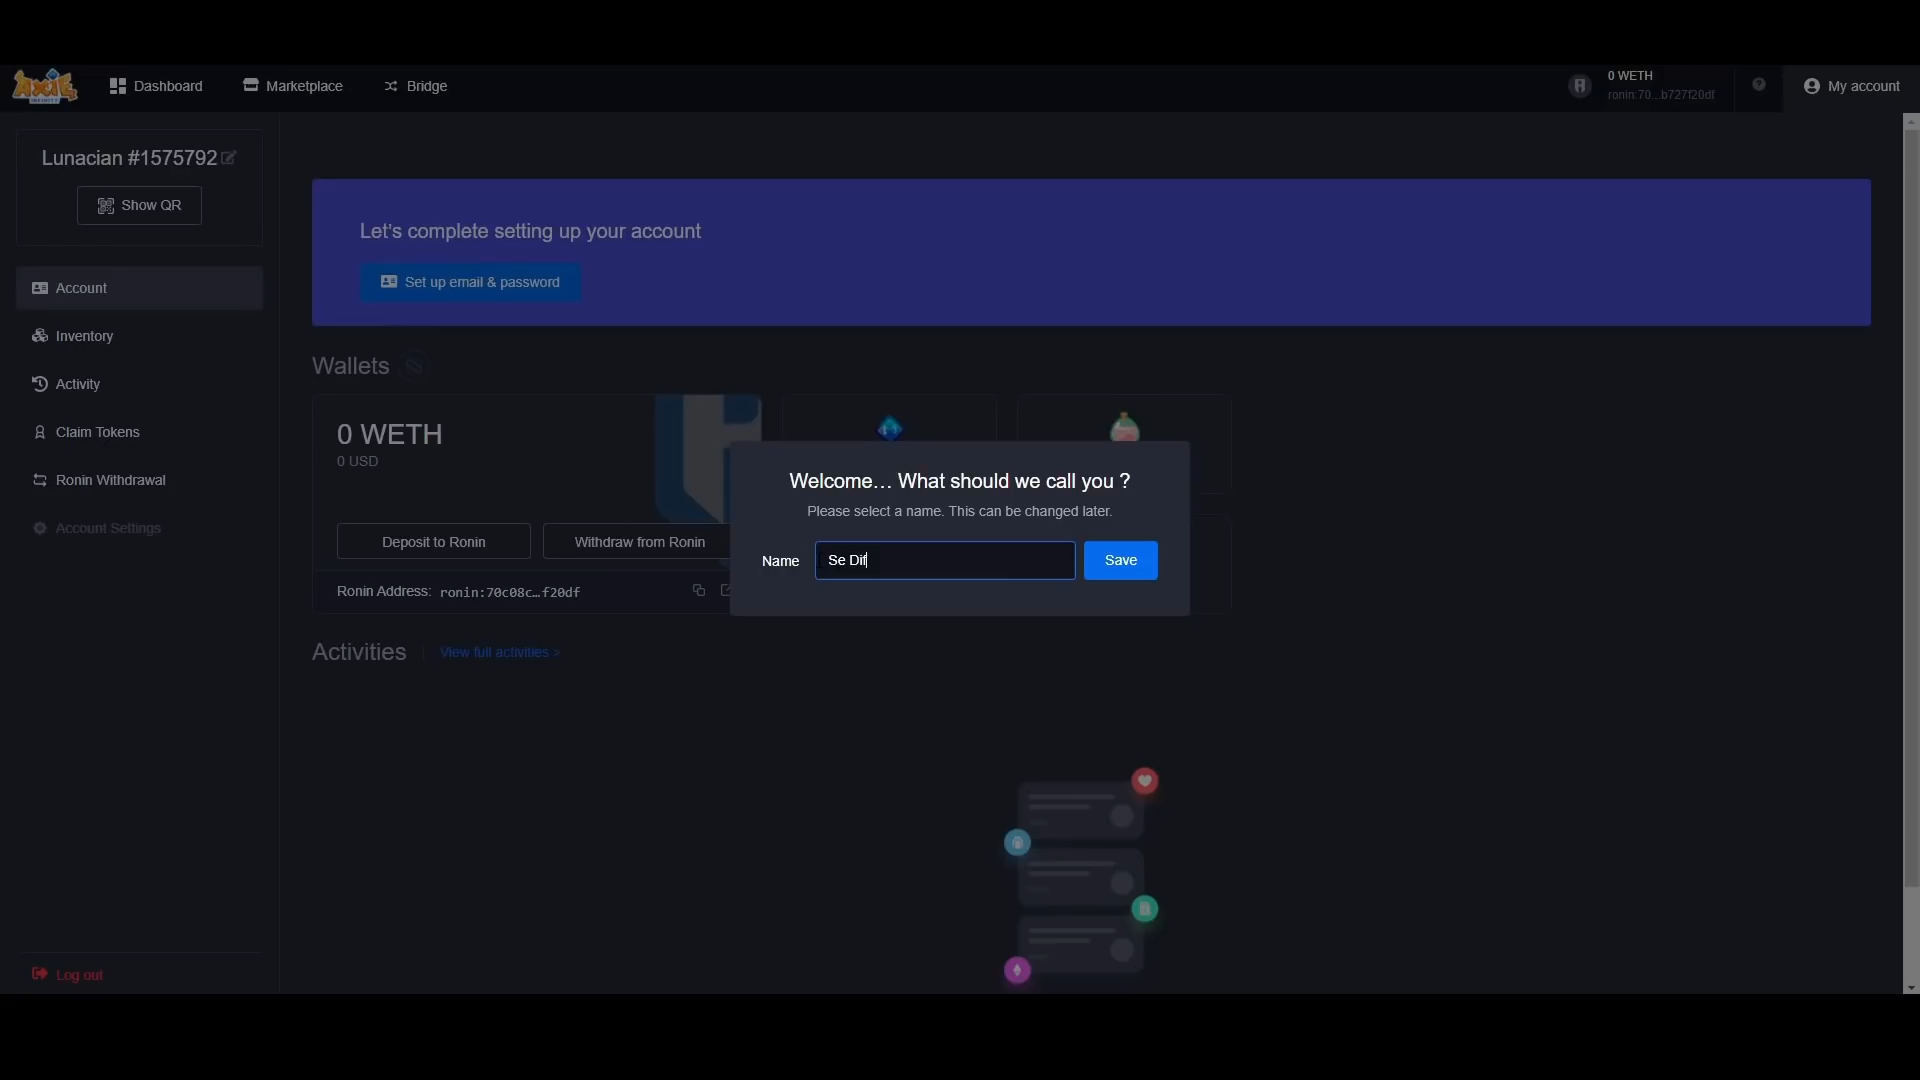 AXIE
INFINITY
Dashboard
Marketplace
Bridge
0 WETH
ronin:70...b727f20df
My account
Lunacian #1575792
Show QR
Account
Inventory
Activity
Claim Tokens
Ronin Withdrawal
Account Settings
Log out
Let's complete setting up your account
Set up email & password
Wallets
0 WETH
0 USD
Deposit to Ronin
Withdraw from Ronin
Ronin Address: ronin:70c08c…f20df
Welcome… What should we call you ?
Please select a name. This can be changed later.
Name
Se Dif
Save
Activities
View full activities >